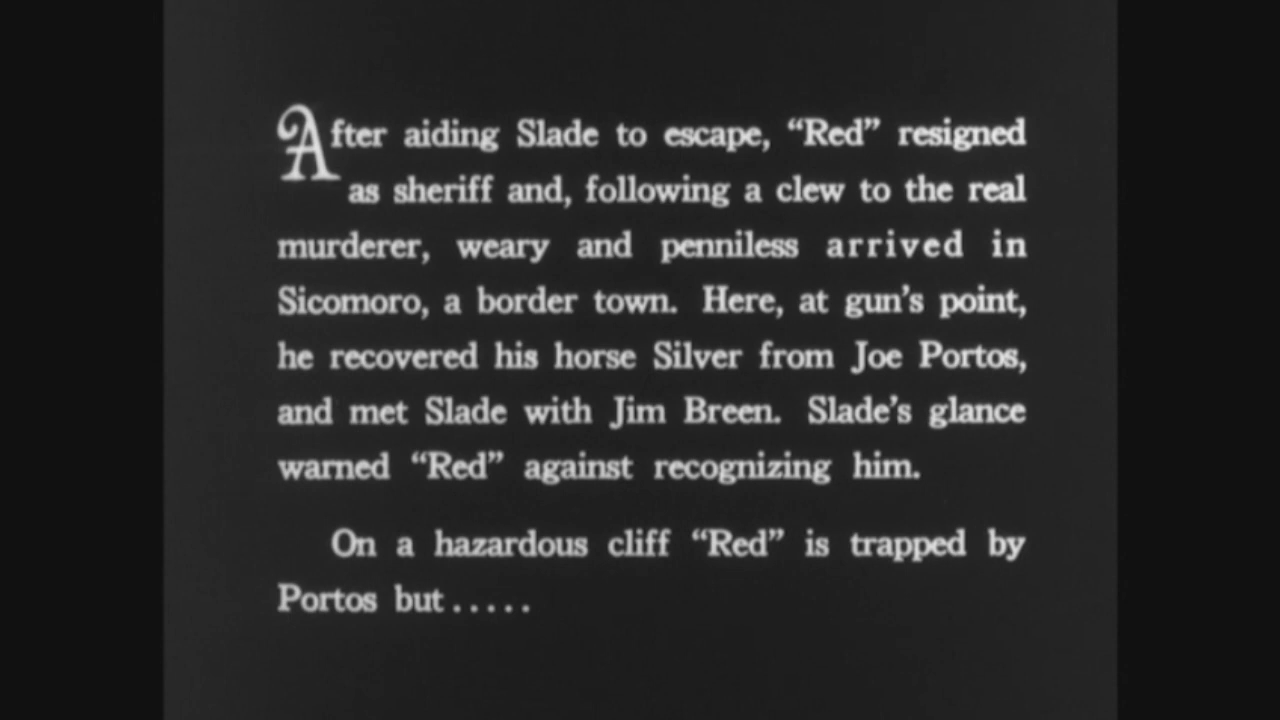 After aiding Slade to escape, “Red” resigned
as sheriff and, following a clew to the real
murderer, weary and penniless arrived in
Sicomoro, a border town. Here, at gun’s point,
he recovered his horse Silver from Joe Portos,
and met Slade with Jim Breen. Slade’s glance
warned “Red” against recognizing him.
On a hazardous cliff “Red” is trapped by
Portos but.....